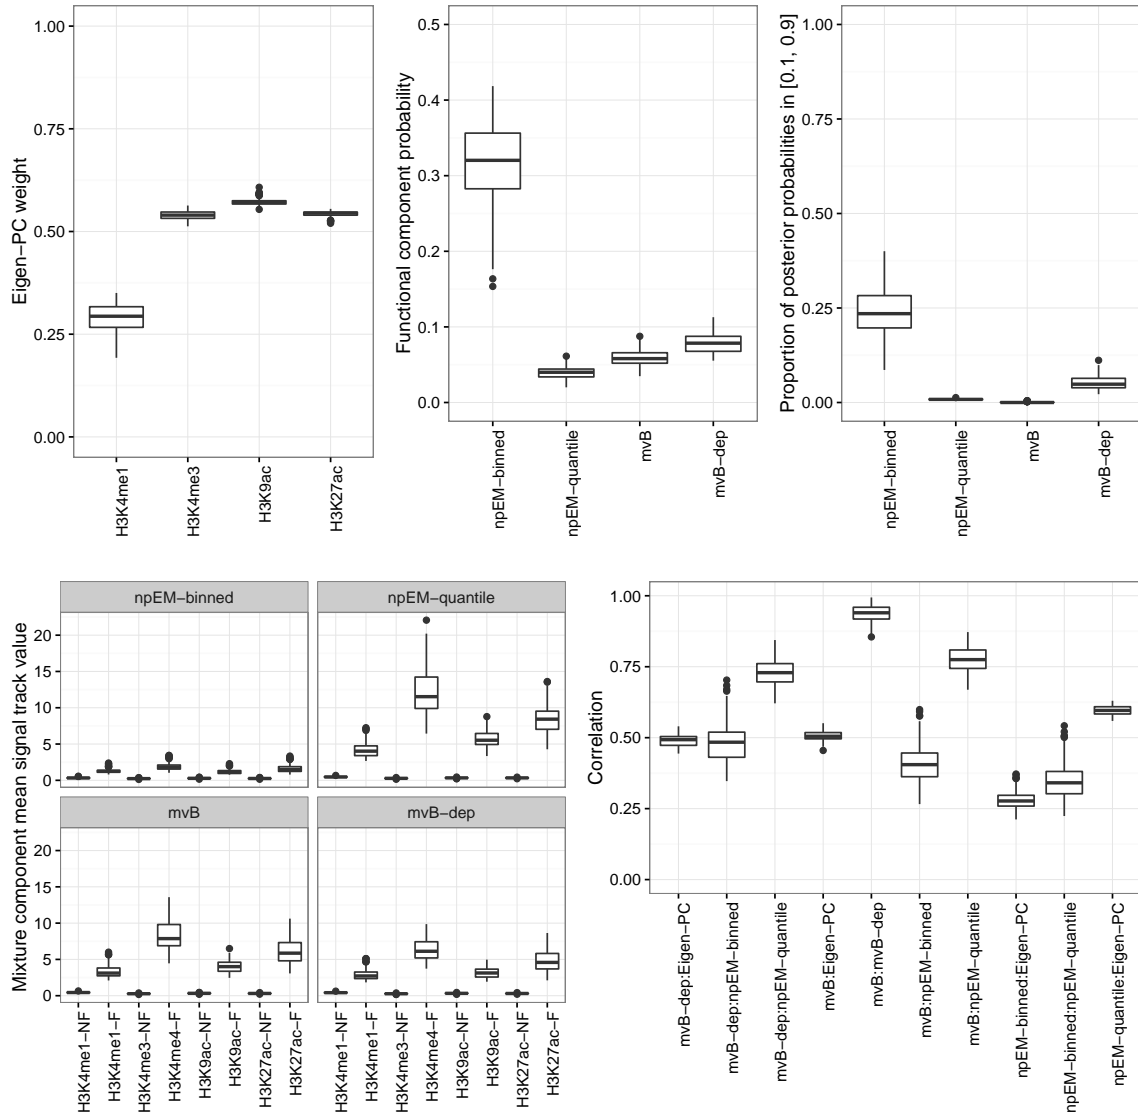 Eigen−PC weight
1.00
0.75
0.50
0.25
0.00
H3K4me1
H3K4me3
H3K9ac
H3K27ac
Functional component probability
0.5
0.4
0.3
0.2
0.1
0.0
npEM−binned
npEM−quantile
mvB
mvB−dep
Proportion of posterior probabilities in [0.1, 0.9]
1.00
0.75
0.50
0.25
0.00
npEM−binned
npEM−quantile
mvB
mvB−dep
Mixture component mean signal track value
npEM−binned
npEM−quantile
20
15
10
5
0
mvB
mvB−dep
20
15
10
5
0
H3K4me1−NF
H3K4me1−F
H3K4me3−NF
H3K4me4−F
H3K9ac−NF
H3K9ac−F
H3K27ac−NF
H3K27ac−F
H3K4me1−NF
H3K4me1−F
H3K4me3−NF
H3K4me4−F
H3K9ac−NF
H3K9ac−F
H3K27ac−NF
H3K27ac−F
Correlation
1.00
0.75
0.50
0.25
0.00
mvB−dep:Eigen−PC
mvB−dep:npEM−binned
mvB−dep:npEM−quantile
mvB:Eigen−PC
mvB:mvB−dep
mvB:npEM−binned
mvB:npEM−quantile
npEM−binned:Eigen−PC
npEM−binned:npEM−quantile
npEM−quantile:Eigen−PC